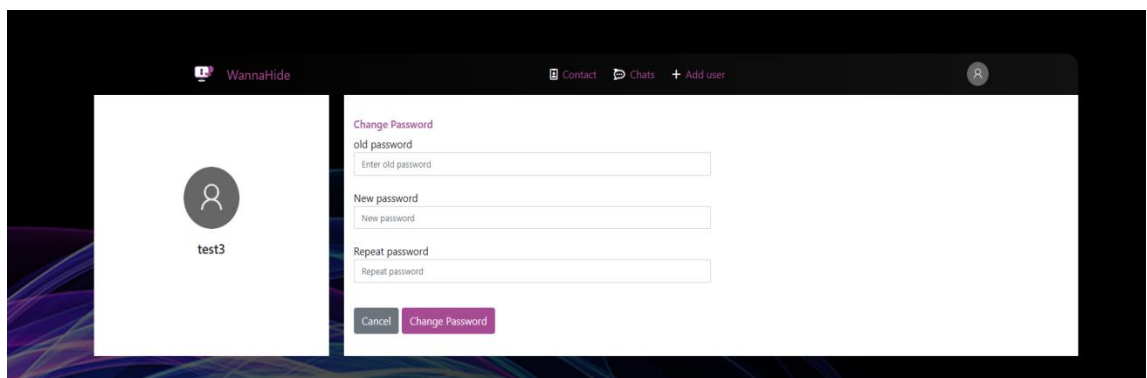 WannaHide
Contact Chats + Add user
test3
Change Password
old password
Enter old password
New password
New password
Repeat password
Repeat password
Cancel Change Password